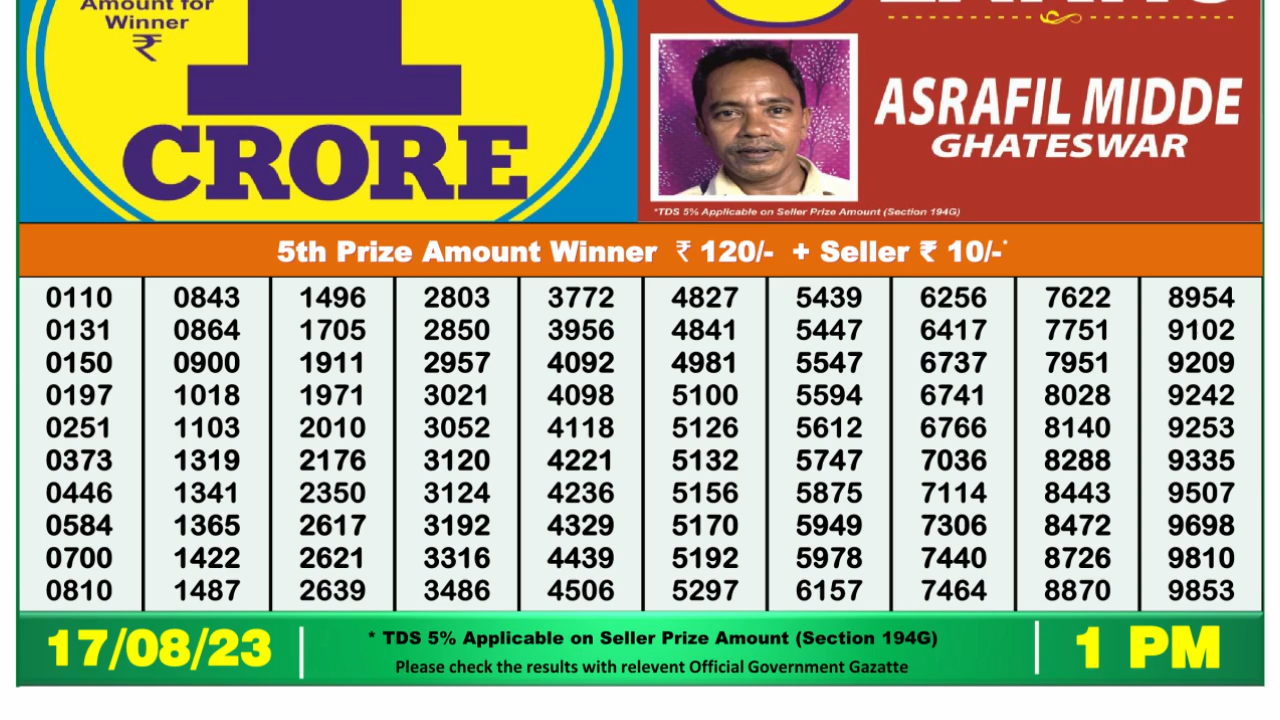 Amount for
Winner
₹
1
CRORE
ASRAFIL MIDDE
GHATESWAR
*TDS 5% Applicable on Seller Prize Amount (Section 194G)
5th Prize Amount Winner ₹ 120/- + Seller ₹ 10/-*
0110 0843 1496 2803 3772 4827 5439 6256 7622 8954
0131 0864 1705 2850 3956 4841 5447 6417 7751 9102
0150 0900 1911 2957 4092 4981 5547 6737 7951 9209
0197 1018 1971 3021 4098 5100 5594 6741 8028 9242
0251 1103 2010 3052 4118 5126 5612 6766 8140 9253
0373 1319 2176 3120 4221 5132 5747 7036 8288 9335
0446 1341 2350 3124 4236 5156 5875 7114 8443 9507
0584 1365 2617 3192 4329 5170 5949 7306 8472 9698
0700 1422 2621 3316 4439 5192 5978 7440 8726 9810
0810 1487 2639 3486 4506 5297 6157 7464 8870 9853
17/08/23
* TDS 5% Applicable on Seller Prize Amount (Section 194G)
Please check the results with relevent Official Government Gazatte
1 PM